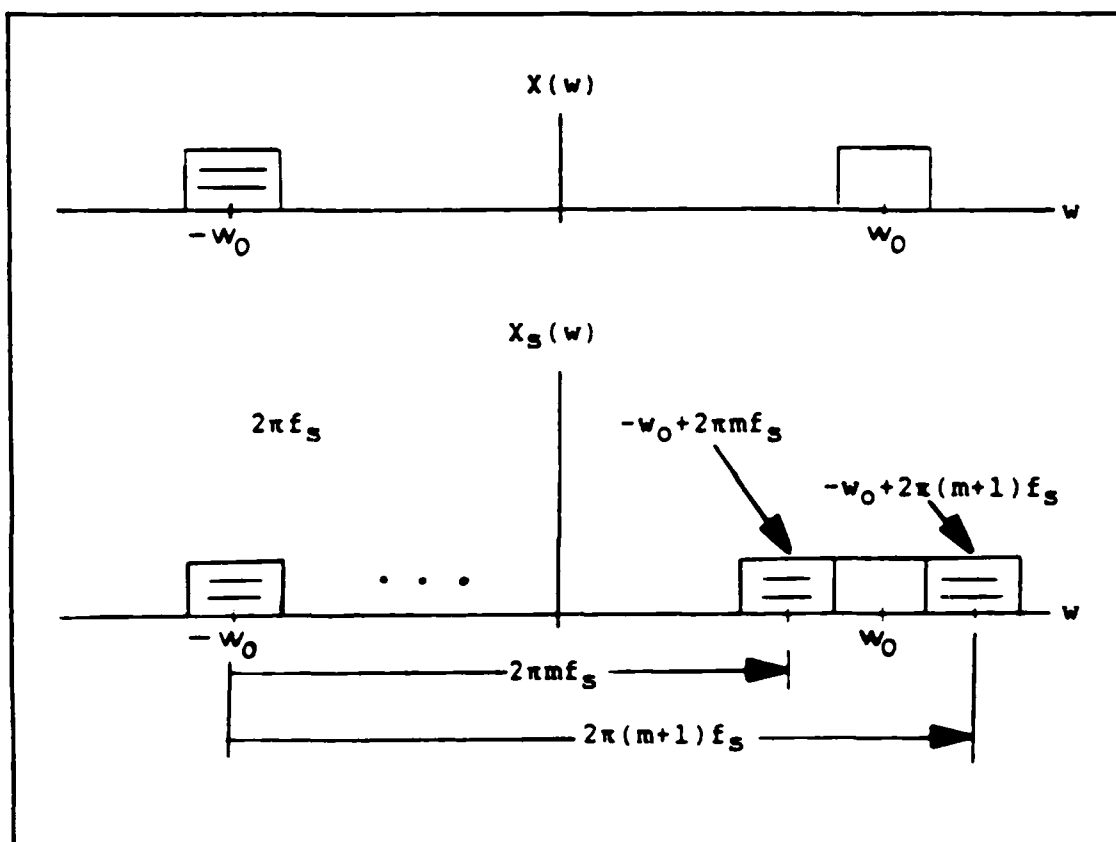 X(w)
-w₀
w₀
w
Xₛ(w)
2πfₛ
-w₀+2πmfₛ
-w₀+2π(m+1)fₛ
-w₀
w₀
w
2πmfₛ
2π(m+1)fₛ